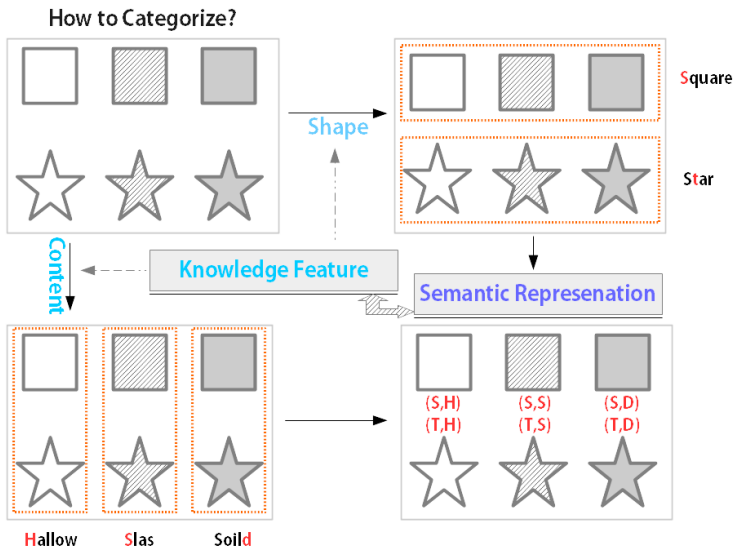 How to Categorize?
Square
Shape
Star
Content
Knowledge Feature
Semantic Represenation
(S,H) (S,S) (S,D)
(T,H) (T,S) (T,D)
Hallow Slas Soild